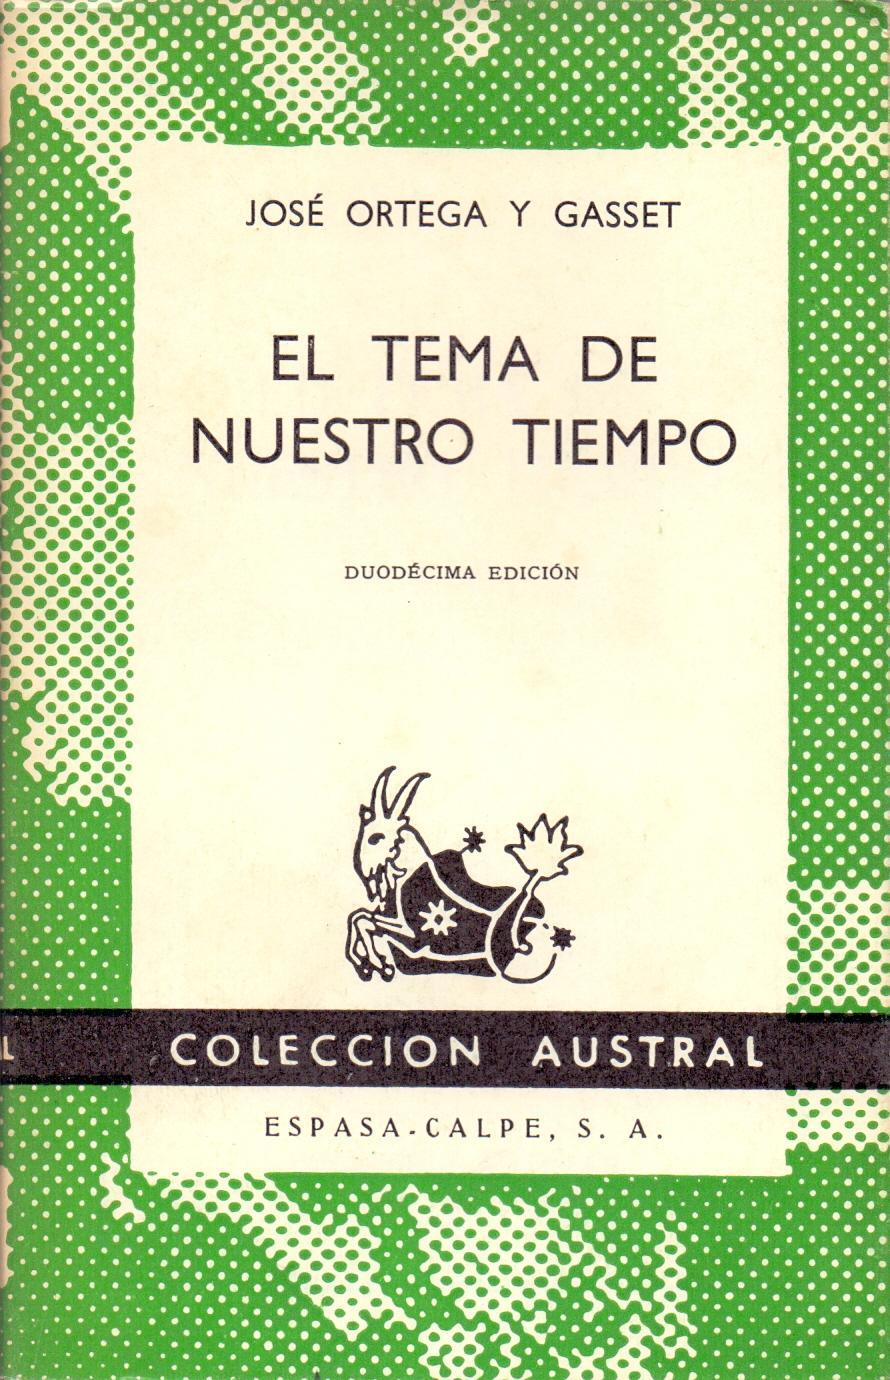 JOSÉ ORTEGA Y GASSET
EL TEMA DE
NUESTRO TIEMPO
DUODÉCIMA EDICIÓN
L
COLECCION AUSTRAL
ESPASA-CALPE, S. A.